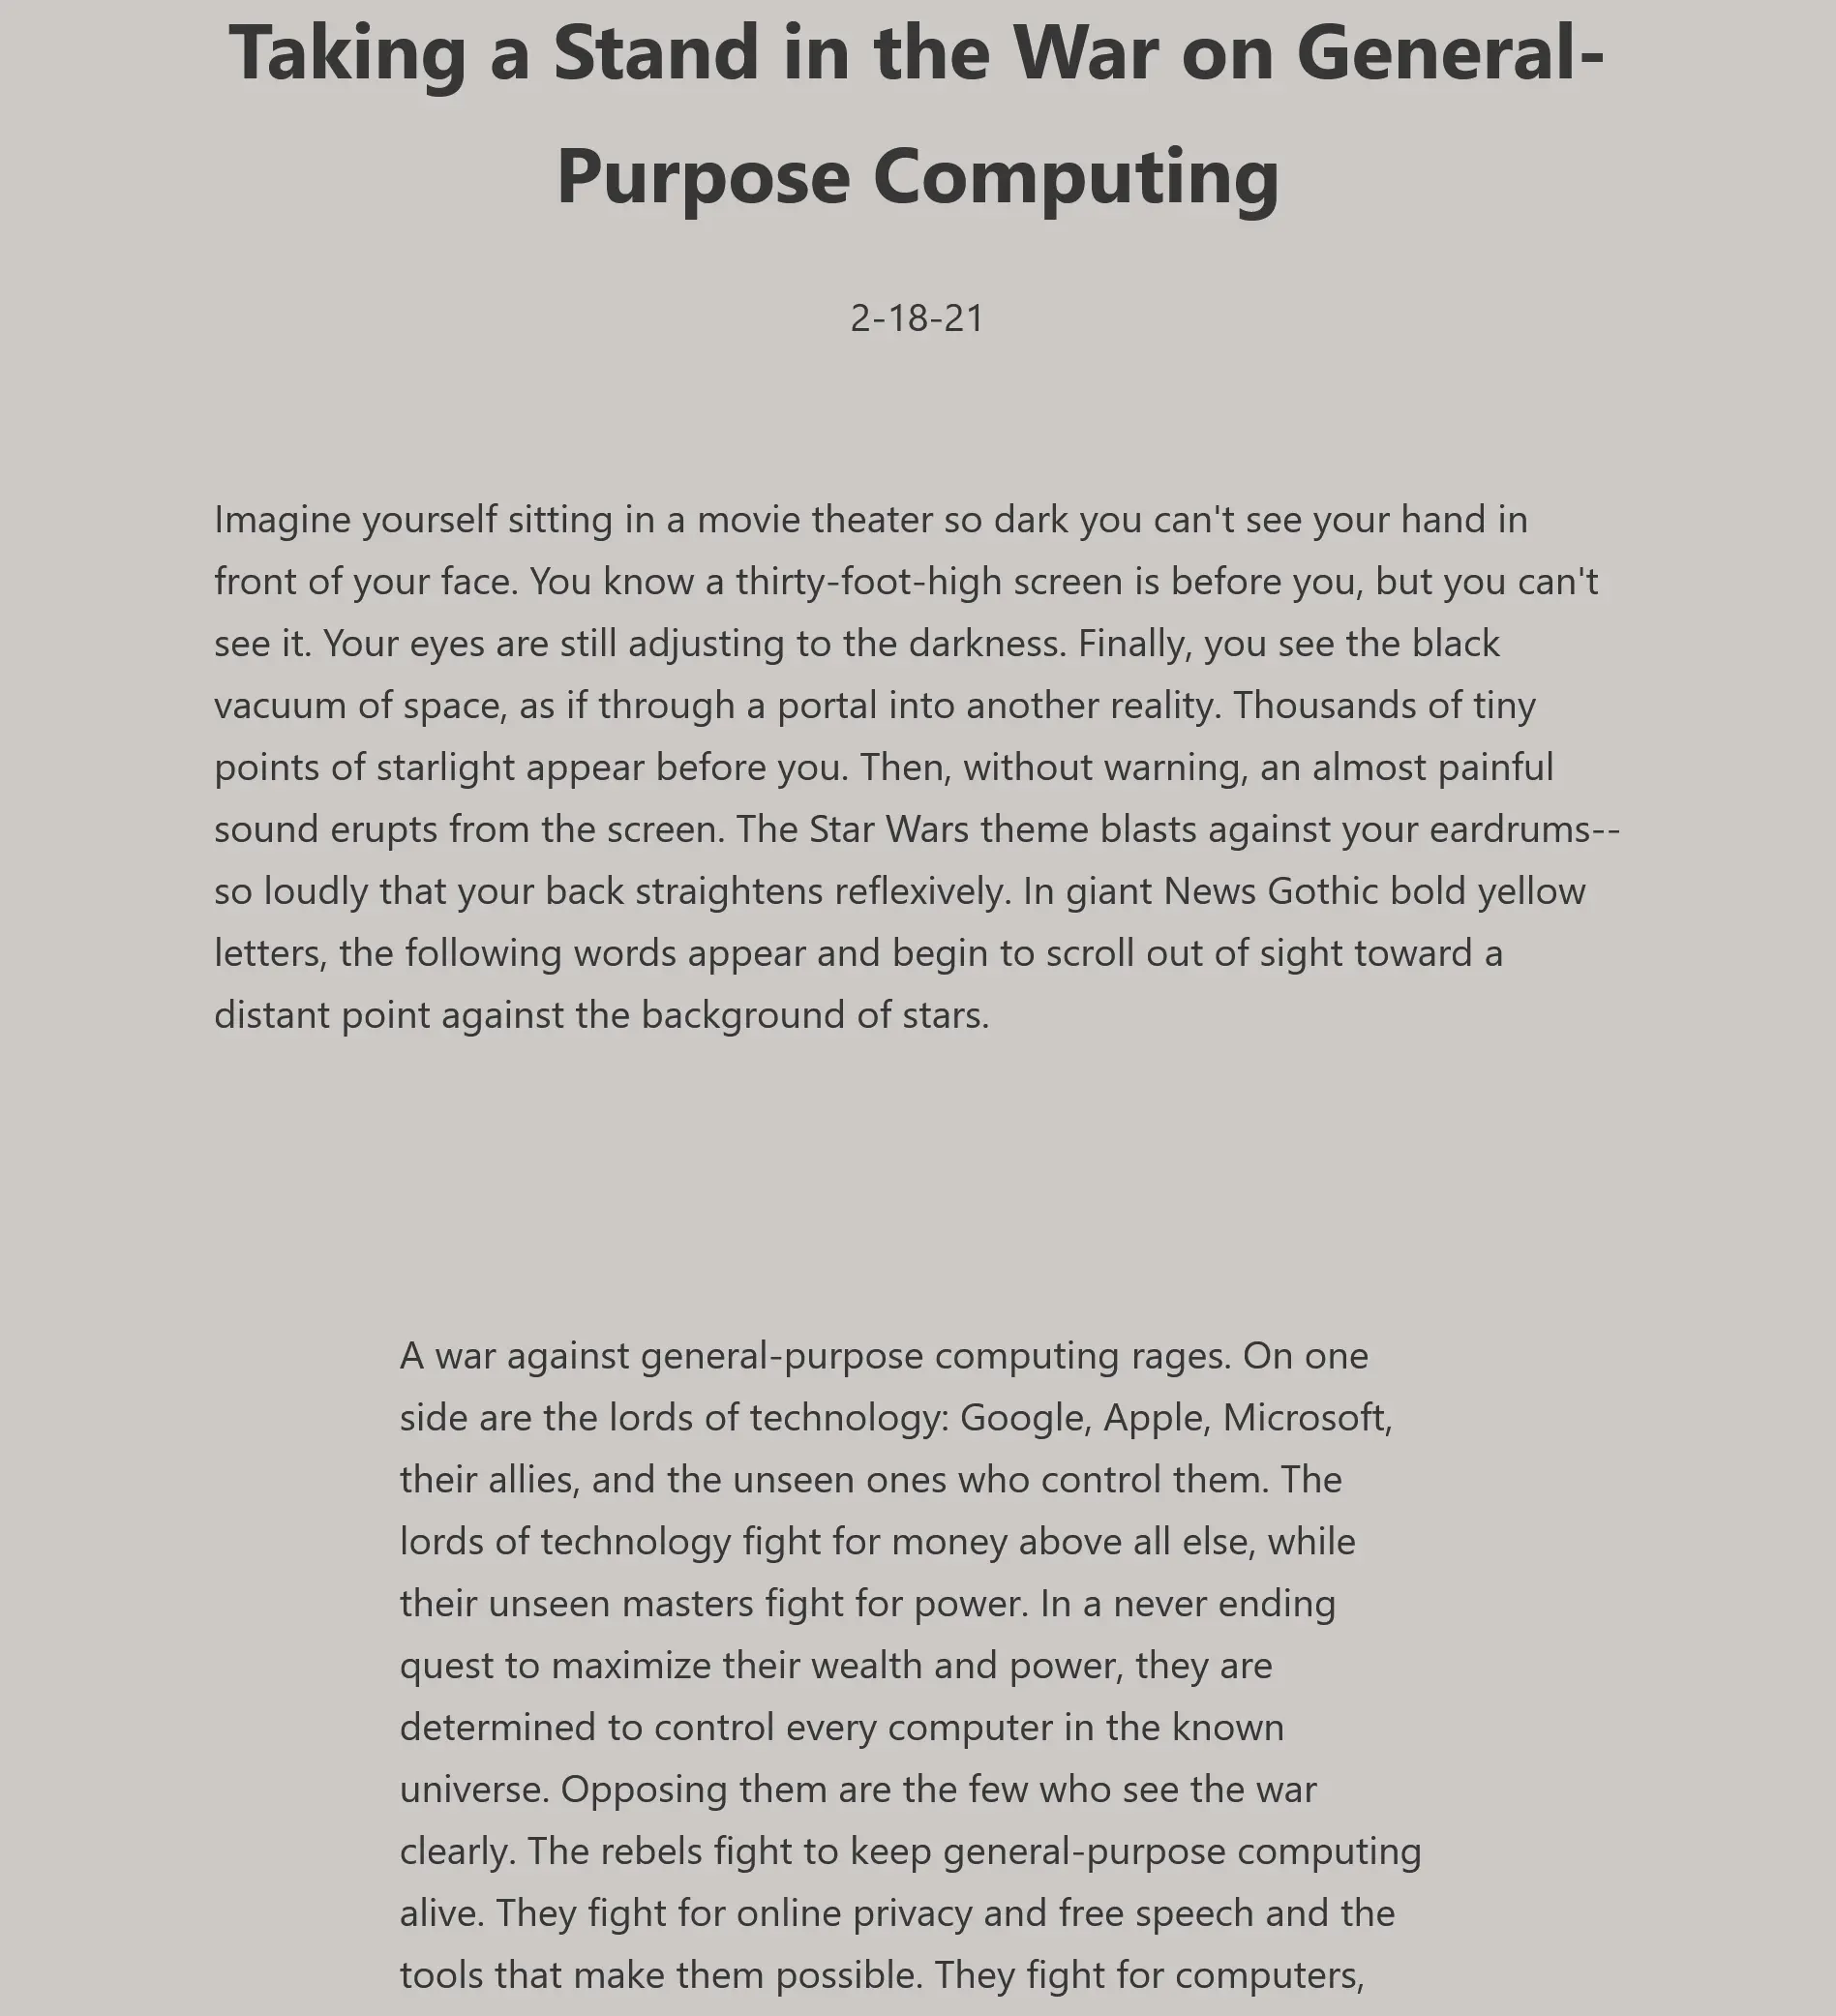 Taking a Stand in the War on General-
Purpose Computing
2-18-21
Imagine yourself sitting in a movie theater so dark you can't see your hand in
front of your face. You know a thirty-foot-high screen is before you, but you can't
see it. Your eyes are still adjusting to the darkness. Finally, you see the black
vacuum of space, as if through a portal into another reality. Thousands of tiny
points of starlight appear before you. Then, without warning, an almost painful
sound erupts from the screen. The Star Wars theme blasts against your eardrums--
so loudly that your back straightens reflexively. In giant News Gothic bold yellow
letters, the following words appear and begin to scroll out of sight toward a
distant point against the background of stars.
A war against general-purpose computing rages. On one
side are the lords of technology: Google, Apple, Microsoft,
their allies, and the unseen ones who control them. The
lords of technology fight for money above all else, while
their unseen masters fight for power. In a never ending
quest to maximize their wealth and power, they are
determined to control every computer in the known
universe. Opposing them are the few who see the war
clearly. The rebels fight to keep general-purpose computing
alive. They fight for online privacy and free speech and the
tools that make them possible. They fight for computers,